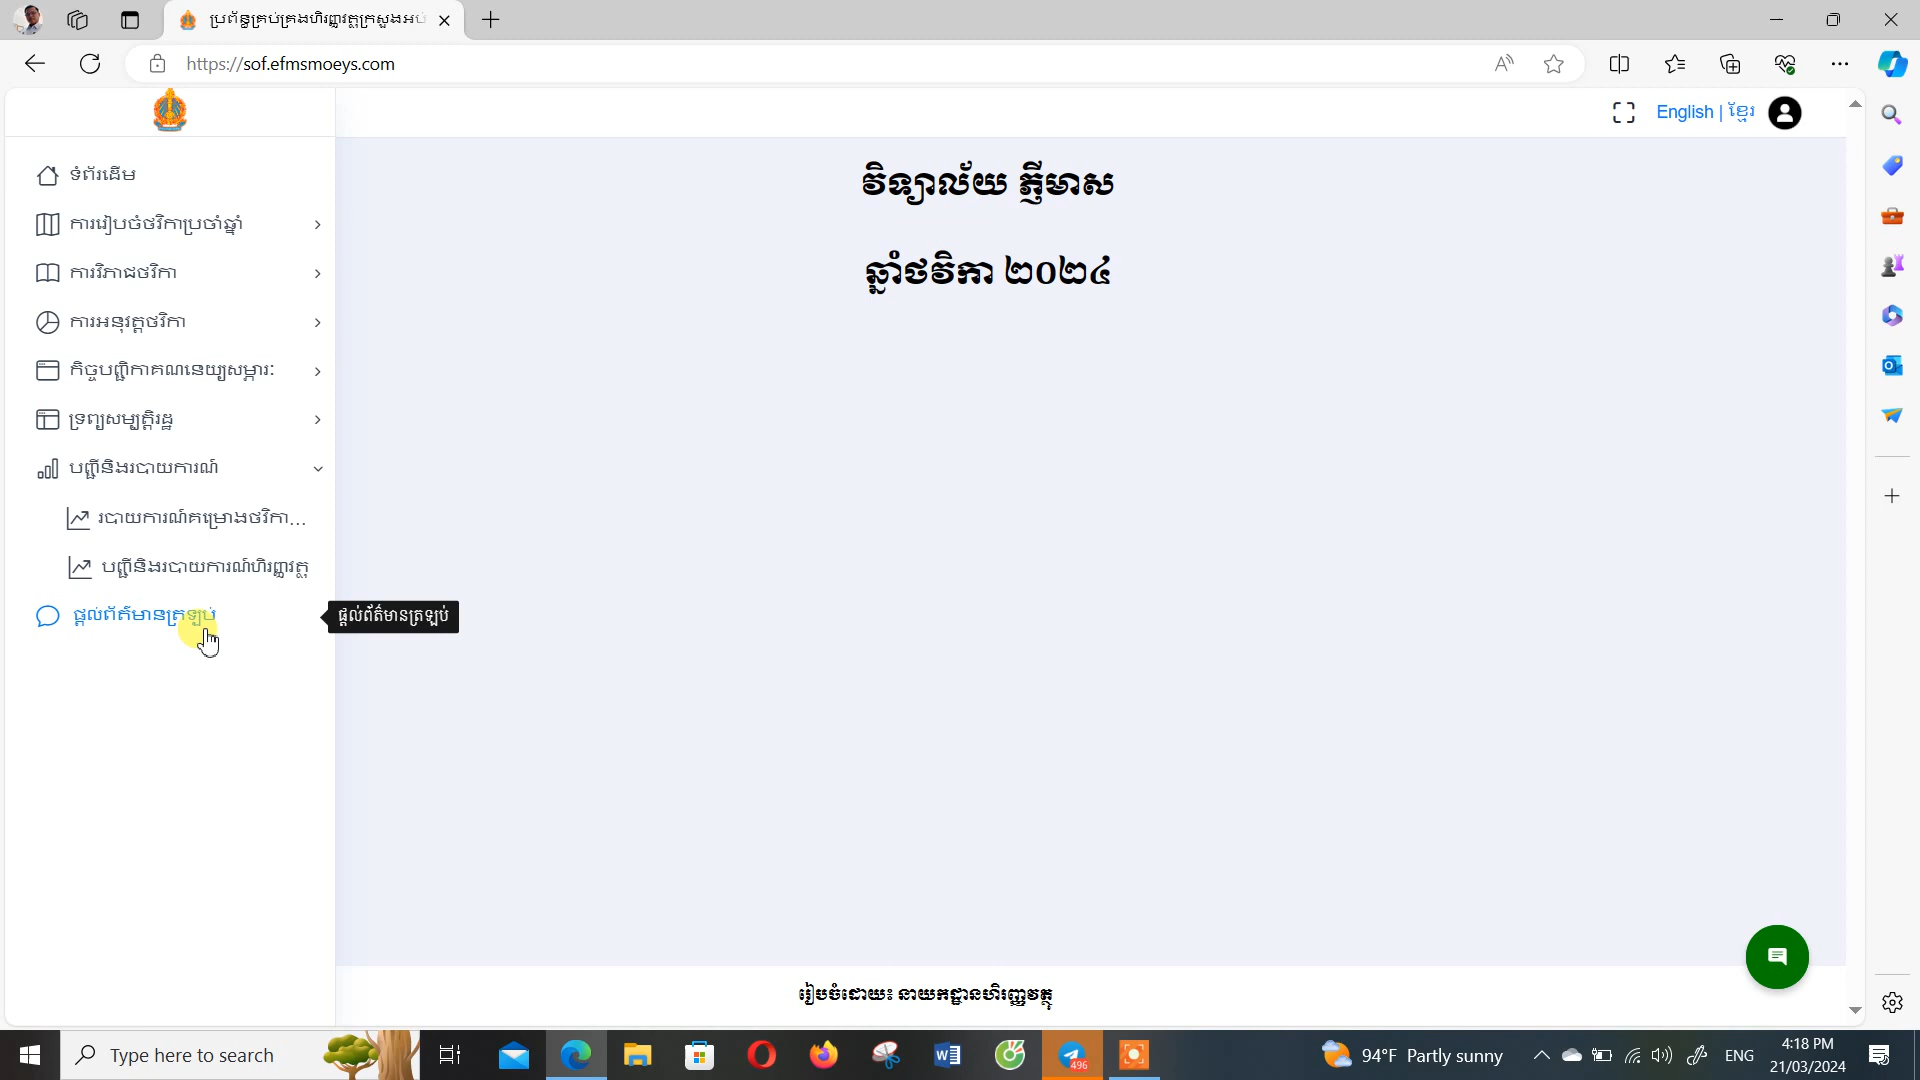 ប្រព័ន្ធគ្រប់គ្រងហិរញ្ញវត្ថុក្រសួងអប់
https://sof.efmsmoeys.com
English | ខ្មែរ
ទំព័រដើម
ការរៀបចំថវិកាប្រចាំឆ្នាំ
ការវិភាជថវិកា
ការអនុវត្តថវិកា
កិច្ចបញ្ជិកាគណនេយ្យសម្ភារៈ
ទ្រព្យសម្បត្តិរដ្ឋ
បញ្ជីនិងរបាយការណ៍
របាយការណ៍គម្រោងថវិកា...
បញ្ជីនិងរបាយការណ៍ហិរញ្ញវត្ថុ
ផ្តល់ព័ត៌មានត្រឡប់
ផ្តល់ព័ត៌មានត្រឡប់
វិទ្យាល័យ ភ្មីមាស
ឆ្នាំថវិកា ២០២៤
រៀបចំដោយ៖ នាយកដ្ឋានហិរញ្ញវត្ថុ
Type here to search
496
94°F Partly sunny
ENG
4:18 PM
21/03/2024